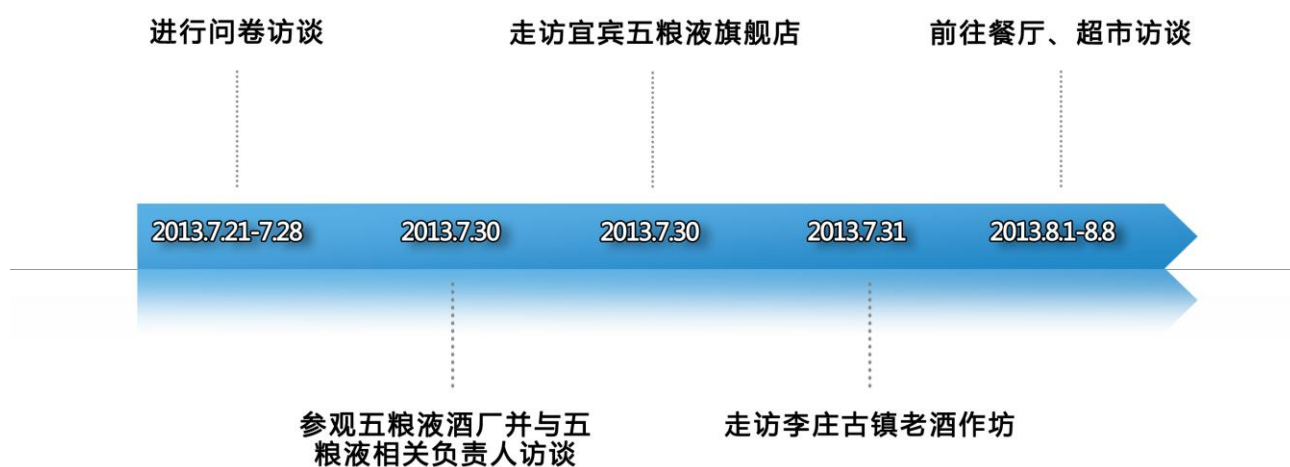 进行问卷访谈
走访宜宾五粮液旗舰店
前往餐厅、超市访谈
2013.7.21-7.28
2013.7.30
2013.7.30
2013.7.31
2013.8.1-8.8
参观五粮液酒厂并与五
粮液相关负责人访谈
走访李庄古镇老酒作坊